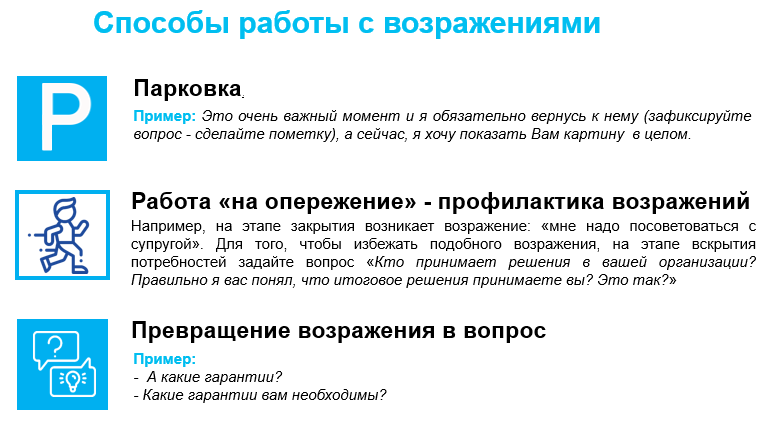 Способы работы с возражениями
P
Парковка.
Пример: Это очень важный момент и я обязательно вернусь к нему (зафиксируйте
вопрос - сделайте пометку), а сейчас, я хочу показать Вам картину в целом.
Работа «на опережение» - профилактика возражений
Например, на этапе закрытия возникает возражение: «мне надо посоветоваться с
супругой». Для того, чтобы избежать подобного возражения, на этапе вскрытия
потребностей задайте вопрос «Кто принимает решения в вашей организации?
Правильно я вас понял, что итоговое решения принимаете вы? Это так?»
Превращение возражения в вопрос
?
Пример:
- А какие гарантии?
- Какие гарантии вам необходимы?